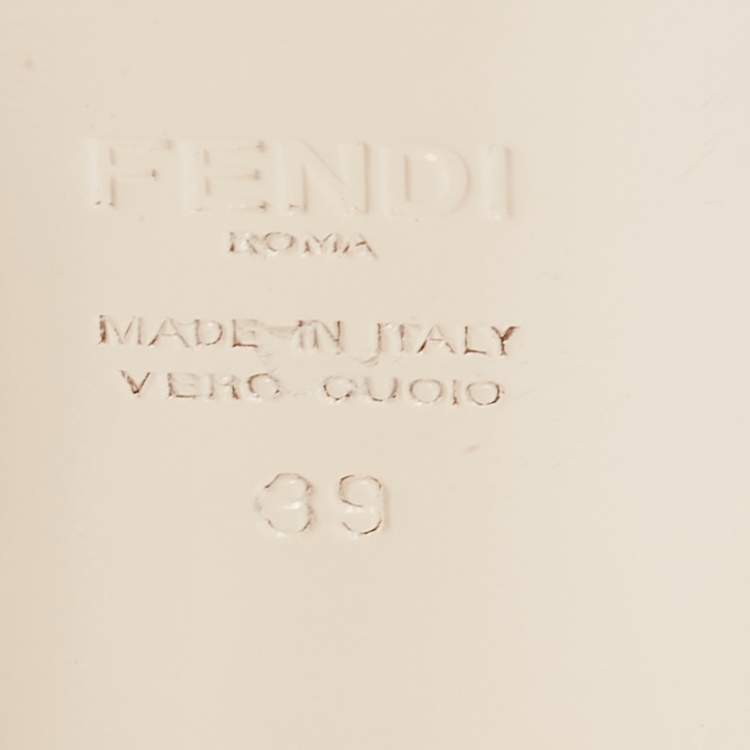 FENDI
ROMA
MADE IN ITALY
VERO CUOIO
39